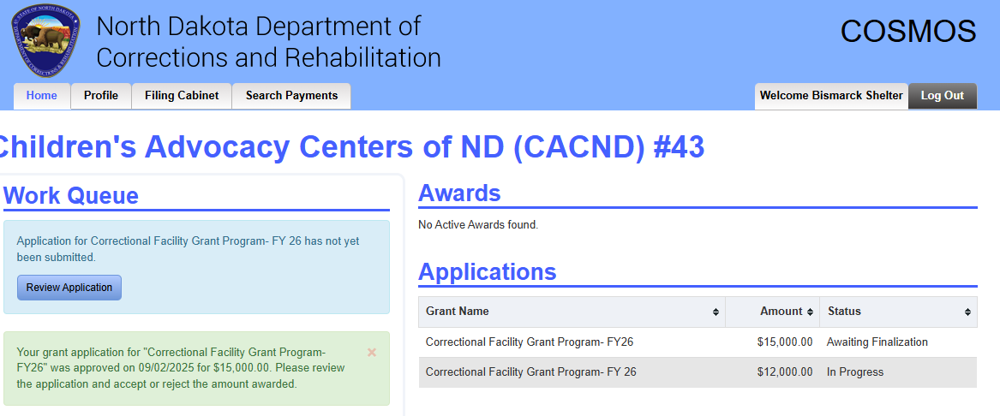 North Dakota Department of
Corrections and Rehabilitation
COSMOS
Home
Profile
Filing Cabinet
Search Payments
Welcome Bismarck Shelter
Log Out
Children's Advocacy Centers of ND (CACND) #43
Work Queue
Application for Correctional Facility Grant Program- FY 26 has not yet
been submitted.
Review Application
Your grant application for "Correctional Facility Grant Program-
FY26" was approved on 09/02/2025 for $15,000.00. Please review
the application and accept or reject the amount awarded.
Awards
No Active Awards found.
Applications
Grant Name Amount Status
Correctional Facility Grant Program- FY26 $15,000.00 Awaiting Finalization
Correctional Facility Grant Program- FY 26 $12,000.00 In Progress